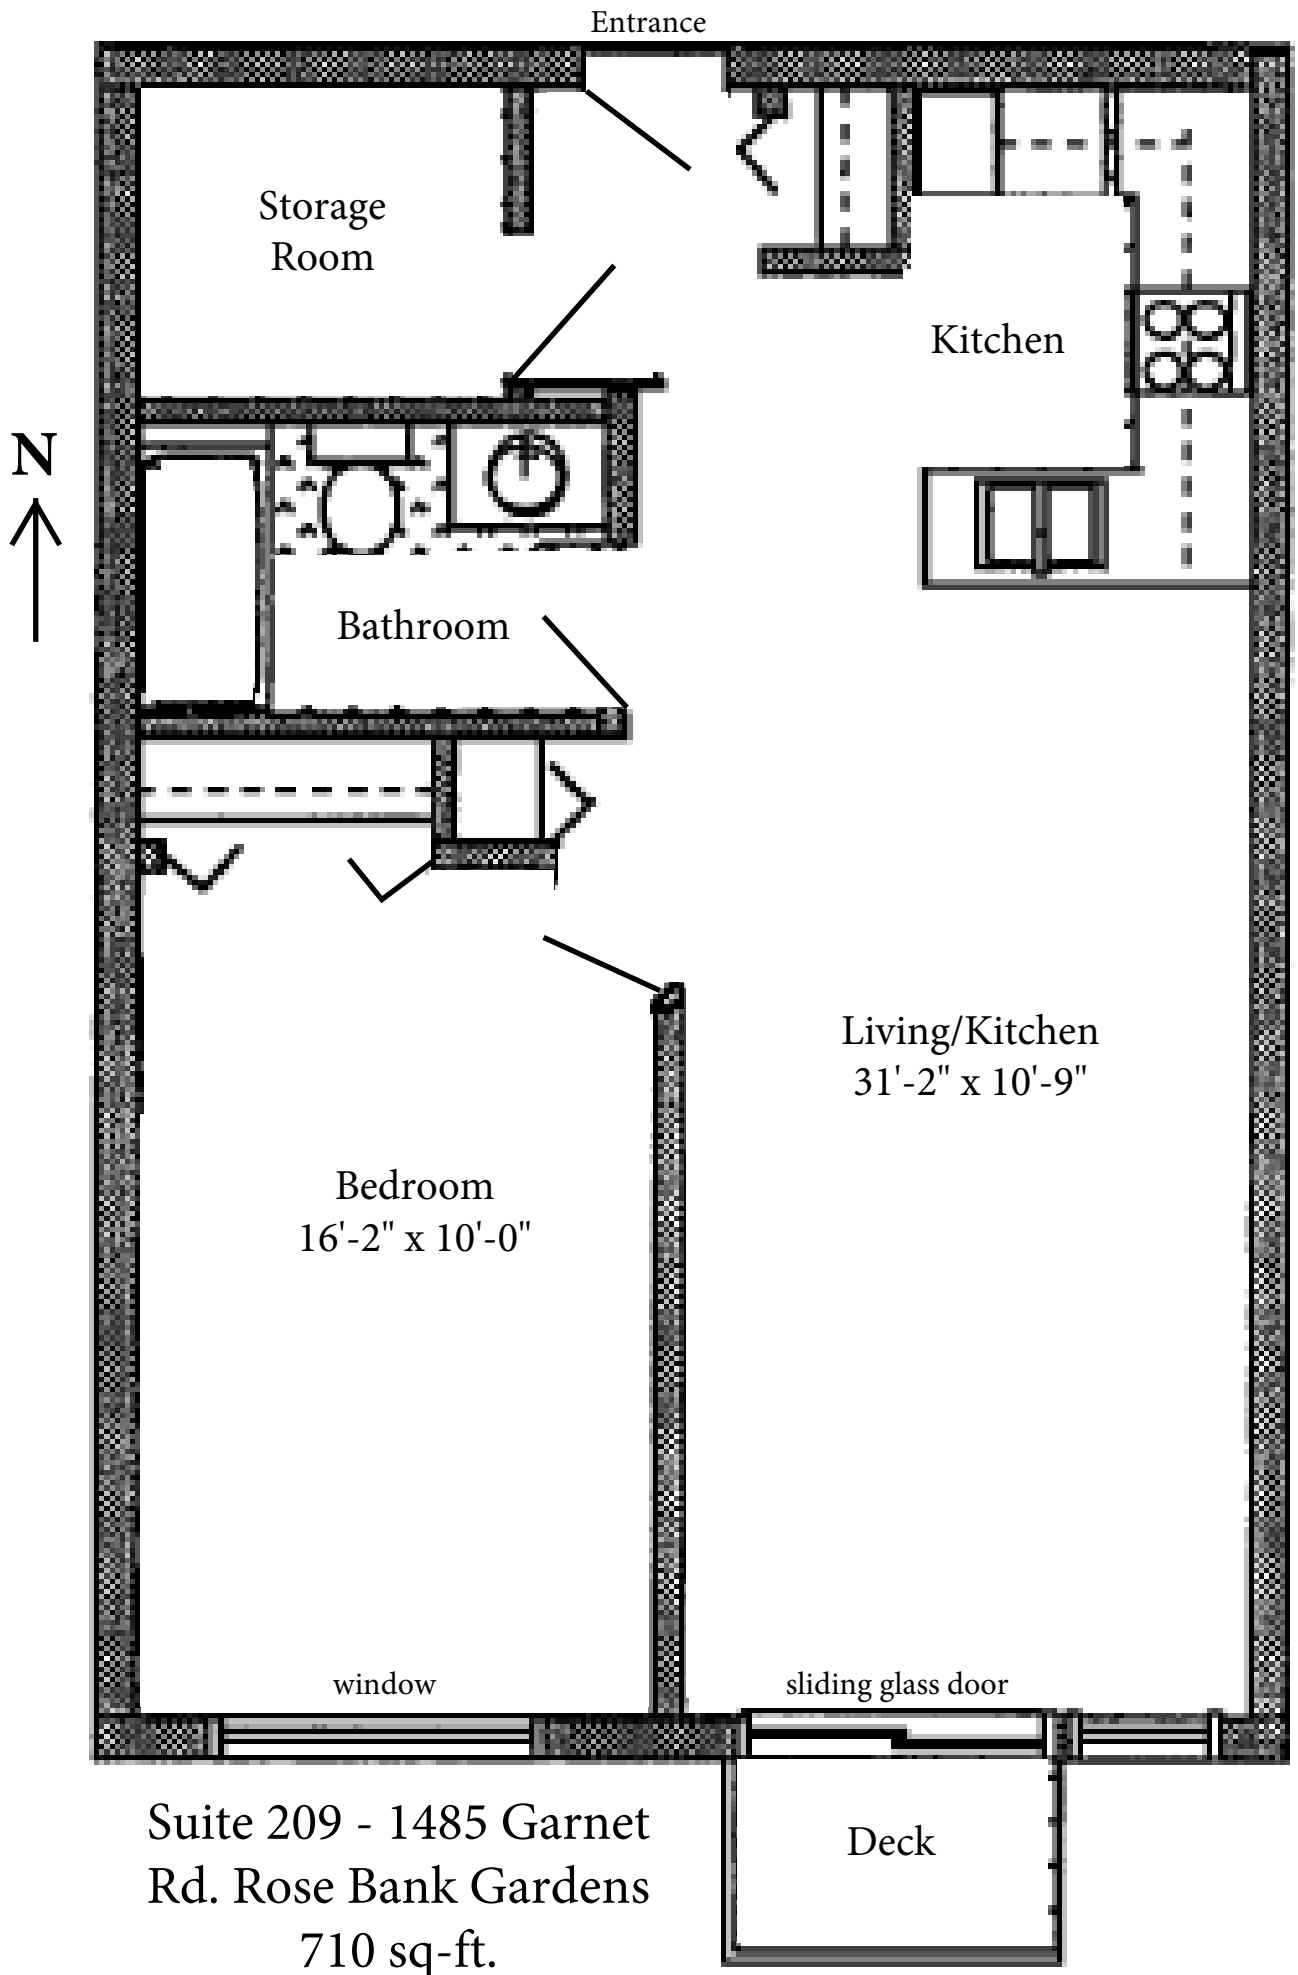 Entrance
Storage
Room
Kitchen
N
Bathroom
Living/Kitchen
31'-2" x 10'-9"
Bedroom
16'-2" x 10'-0"
window
sliding glass door
Suite 209 - 1485 Garnet
Rd. Rose Bank Gardens
710 sq-ft.
Deck